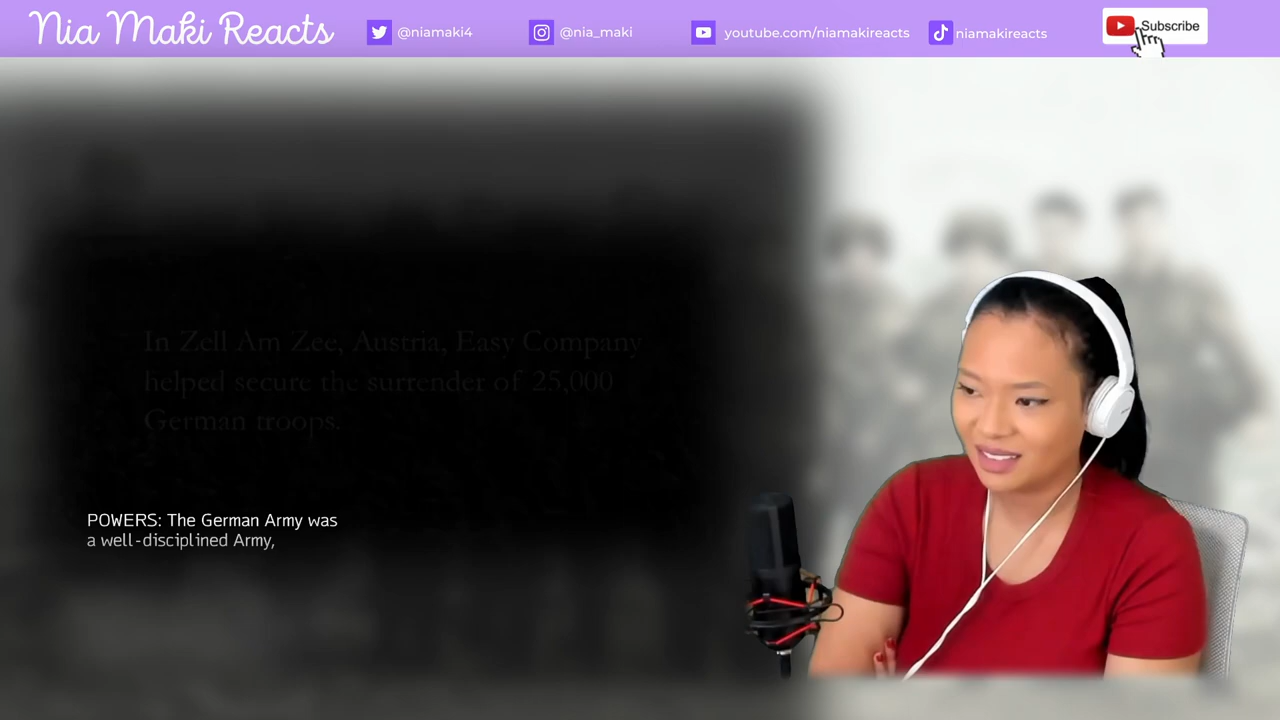 Nia Maki Reacts
@niamaki4
@nia_maki
youtube.com/niamakireacts
niamakireacts
Subscribe
In Zell Am Zee, Austria, Easy Company
helped secure the surrender of 25,000
German troops.
POWERS: The German Army was
a well-disciplined Army,